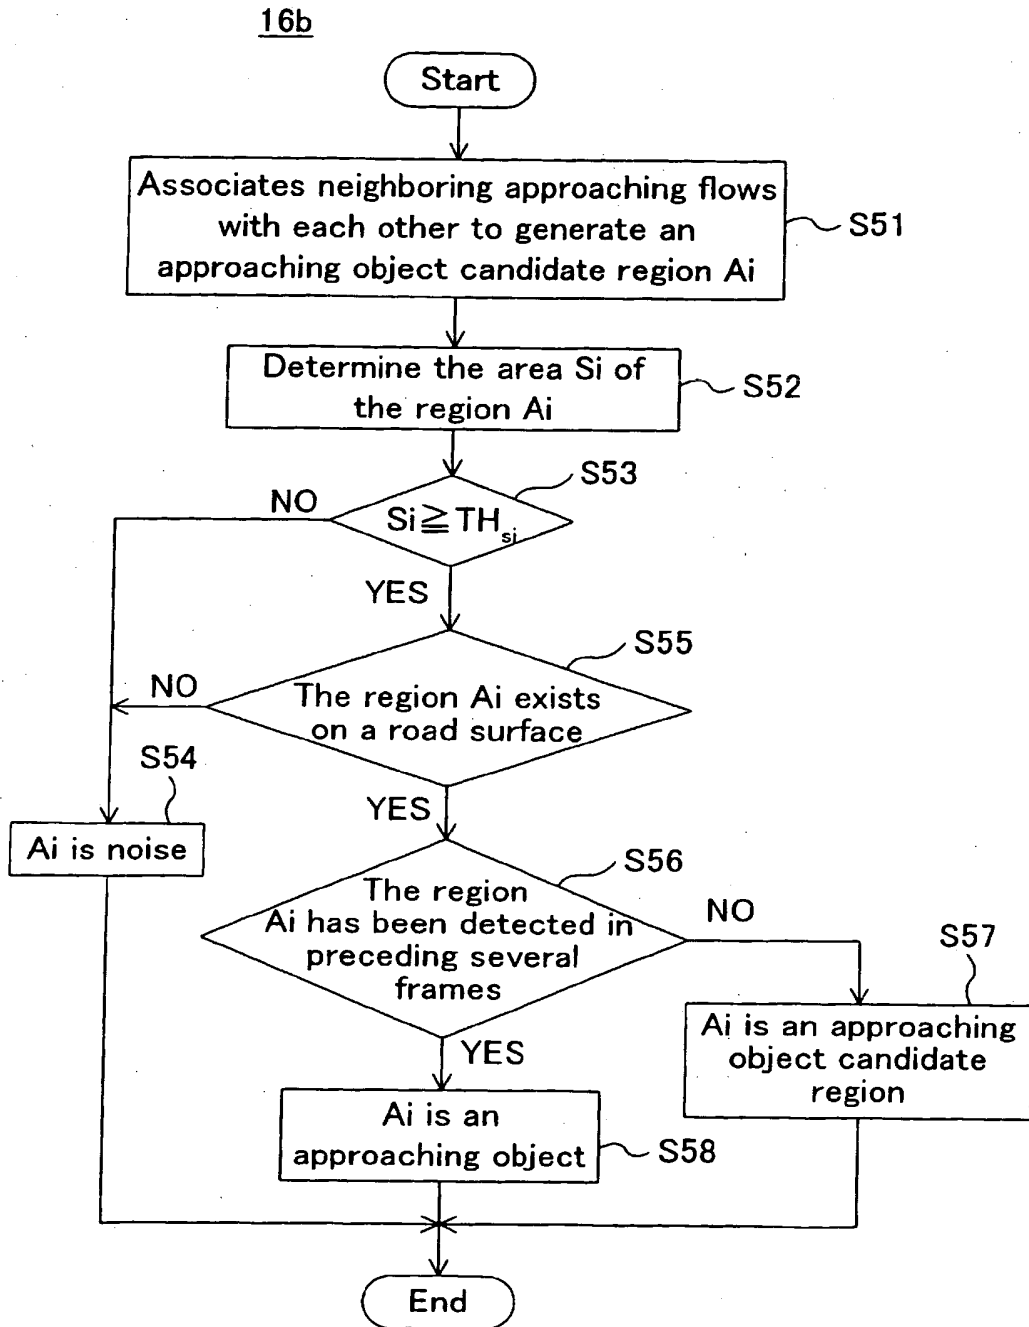 16b
Start
Associates neighboring approaching flows
with each other to generate an
approaching object candidate region Ai
S51
Determine the area Si of
the region Ai
S52
S53
NO
Si≧THsi
YES
S55
NO
The region Ai exists
on a road surface
S54
YES
Ai is noise
S56
The region
Ai has been detected in
preceding several
frames
NO
S57
Ai is an approaching
object candidate
region
YES
Ai is an
approaching object
S58
End